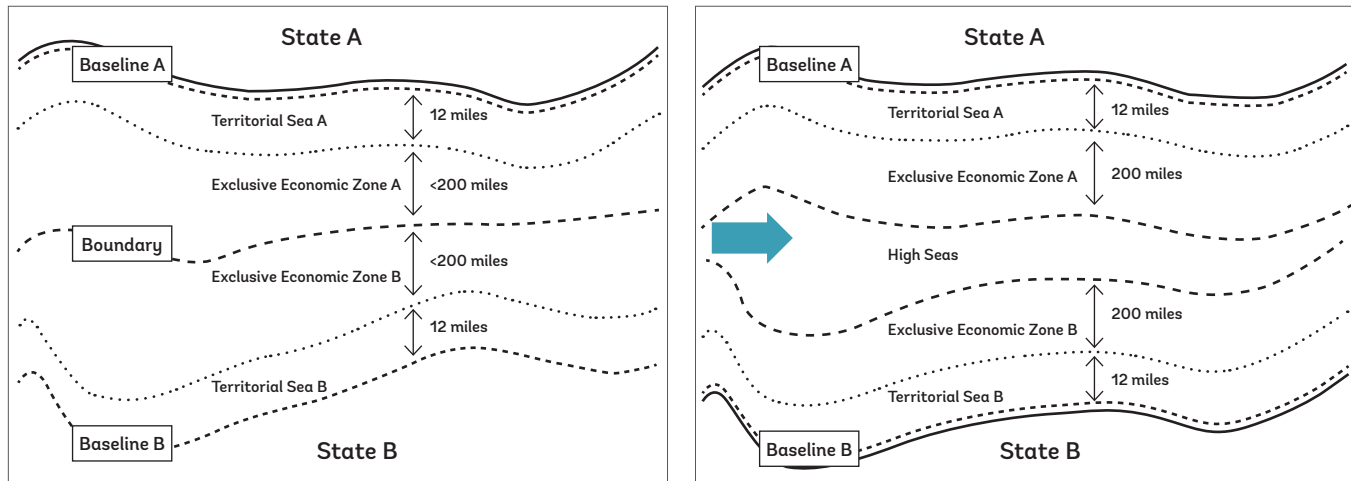 State A
Baseline A
Territorial Sea A
12 miles
Exclusive Economic Zone A
<200 miles
Boundary
<200 miles
Exclusive Economic Zone B
12 miles
Territorial Sea B
Baseline B
State B
State A
Baseline A
Territorial Sea A
12 miles
Exclusive Economic Zone A
200 miles
High Seas
200 miles
Exclusive Economic Zone B
12 miles
Territorial Sea B
Baseline B
State B